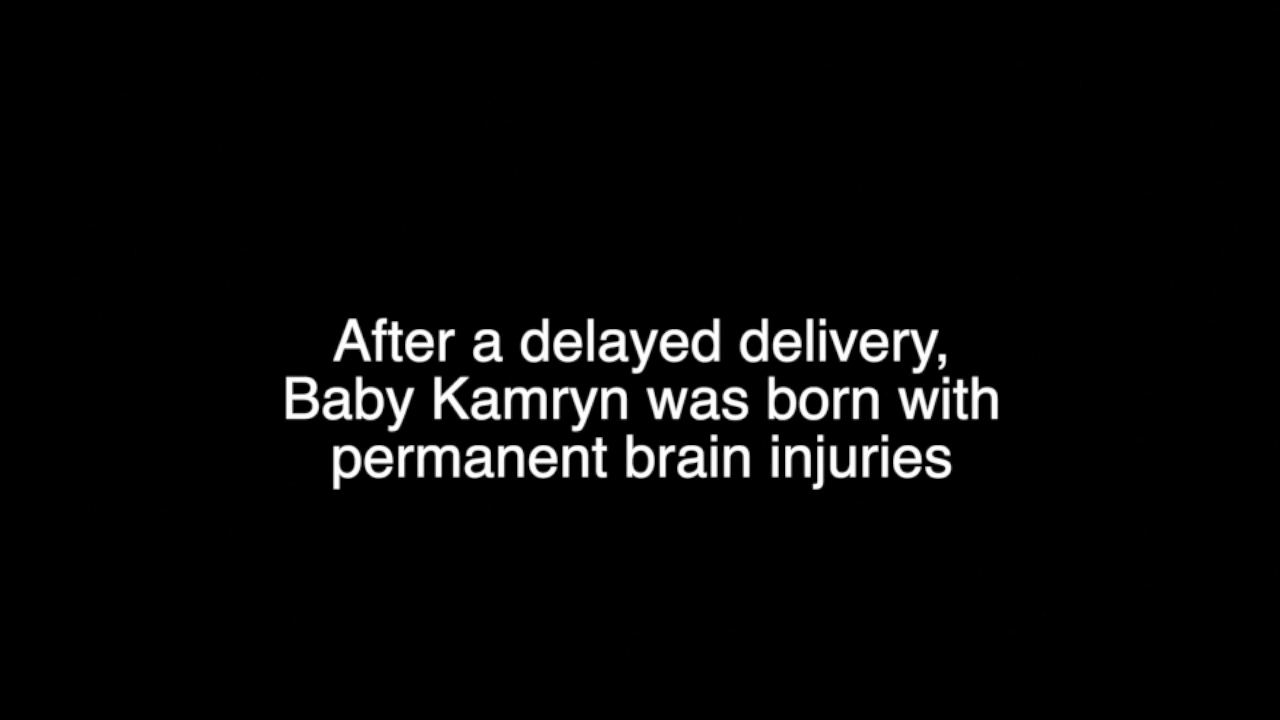 After a delayed delivery,
Baby Kamryn was born with
permanent brain injuries